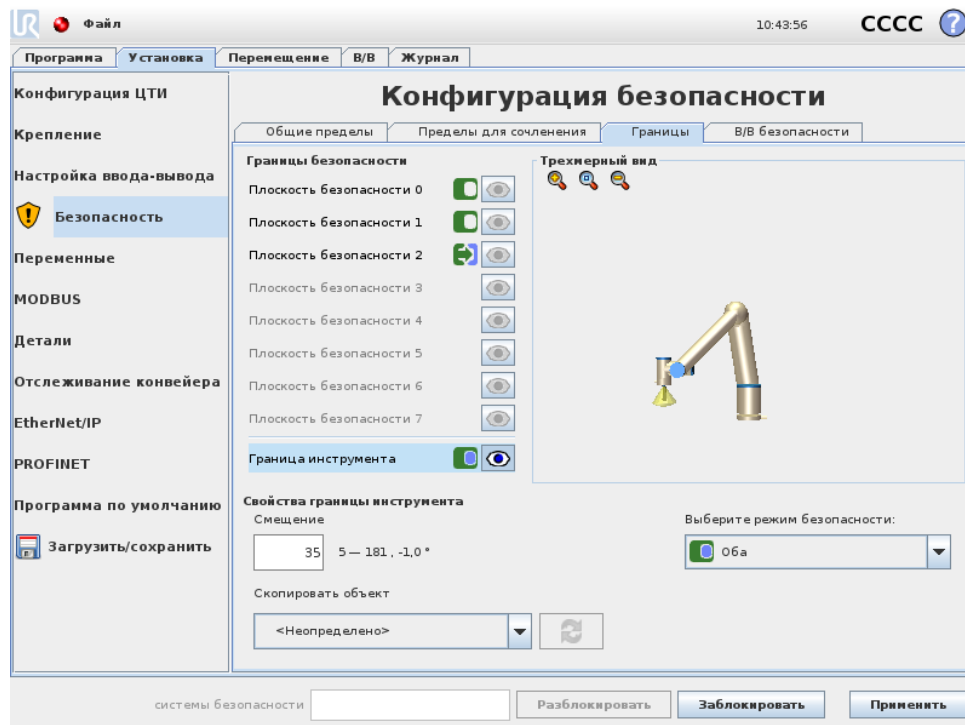 UR Файл 10:43:56 CCCC ?
Программа Установка Перемещение В/В Журнал
Конфигурация ЦТИ
Крепление
Настройка ввода-вывода
Безопасность
Переменные
MODBUS
Детали
Отслеживание конвейера
EtherNet/IP
PROFINET
Программа по умолчанию
Загрузить/сохранить
Конфигурация безопасности
Общие пределы Пределы для сочленения Границы В/В безопасности
Границы безопасности
Плоскость безопасности 0
Плоскость безопасности 1
Плоскость безопасности 2
Плоскость безопасности 3
Плоскость безопасности 4
Плоскость безопасности 5
Плоскость безопасности 6
Плоскость безопасности 7
Граница инструмента
Трехмерный вид
Свойства границы инструмента
Смещение
35 5 — 181 , -1,0 °
Выберите режим безопасности:
Оба
Скопировать объект
<Неопределено>
системы безопасности Разблокировать Заблокировать Применить